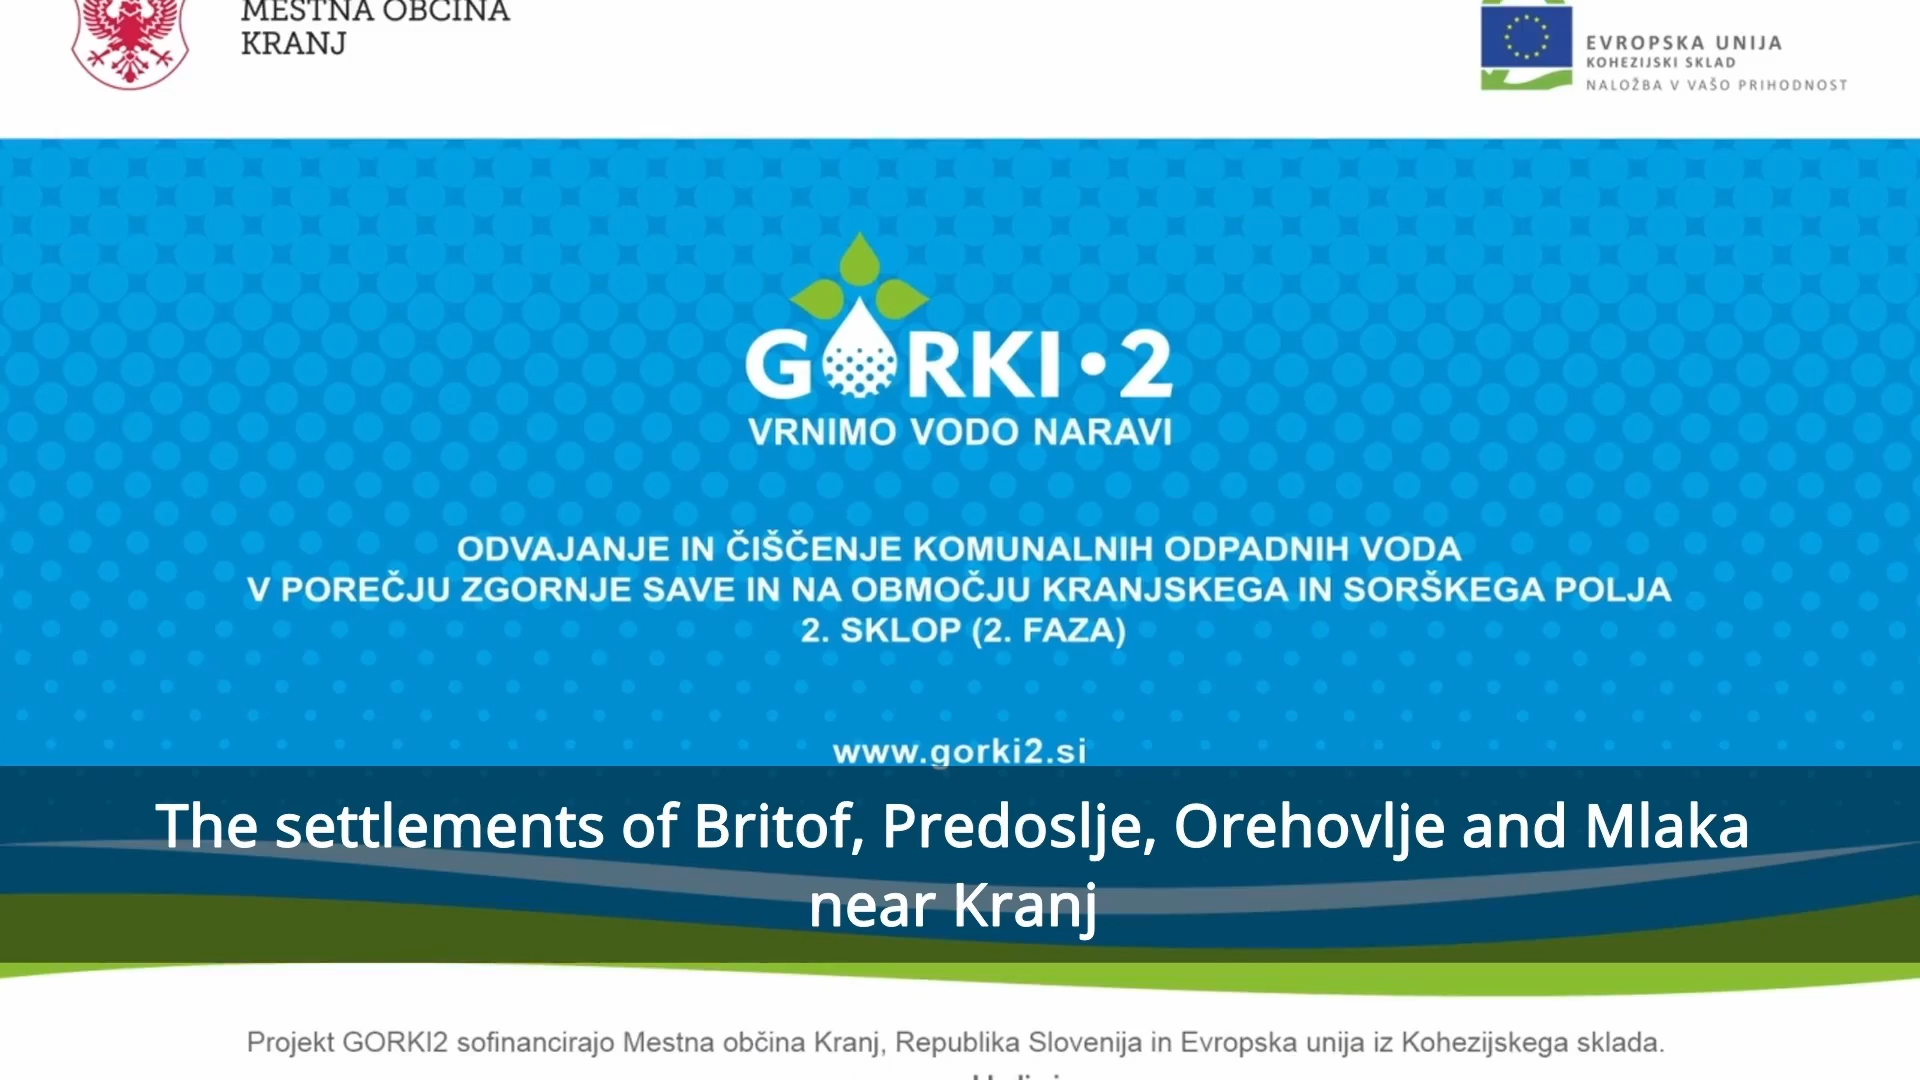 MESTNA OBČINA
KRANJ
EVROPSKA UNIJA
KOHEZIJSKI SKLAD
NALOŽBA V VAŠO PRIHODNOST
GORKI•2
VRNIMO VODO NARAVI
ODVAJANJE IN ČIŠČENJE KOMUNALNIH ODPADNIH VODA
V POREČJU ZGORNJE SAVE IN NA OBMOČJU KRANJSKEGA IN SORŠKEGA POLJA
2. SKLOP (2. FAZA)
www.gorki2.si
The settlements of Britof, Predoslje, Orehovlje and Mlaka
near Kranj
Projekt GORKI2 sofinancirajo Mestna občina Kranj, Republika Slovenija in Evropska unija iz Kohezijskega sklada.